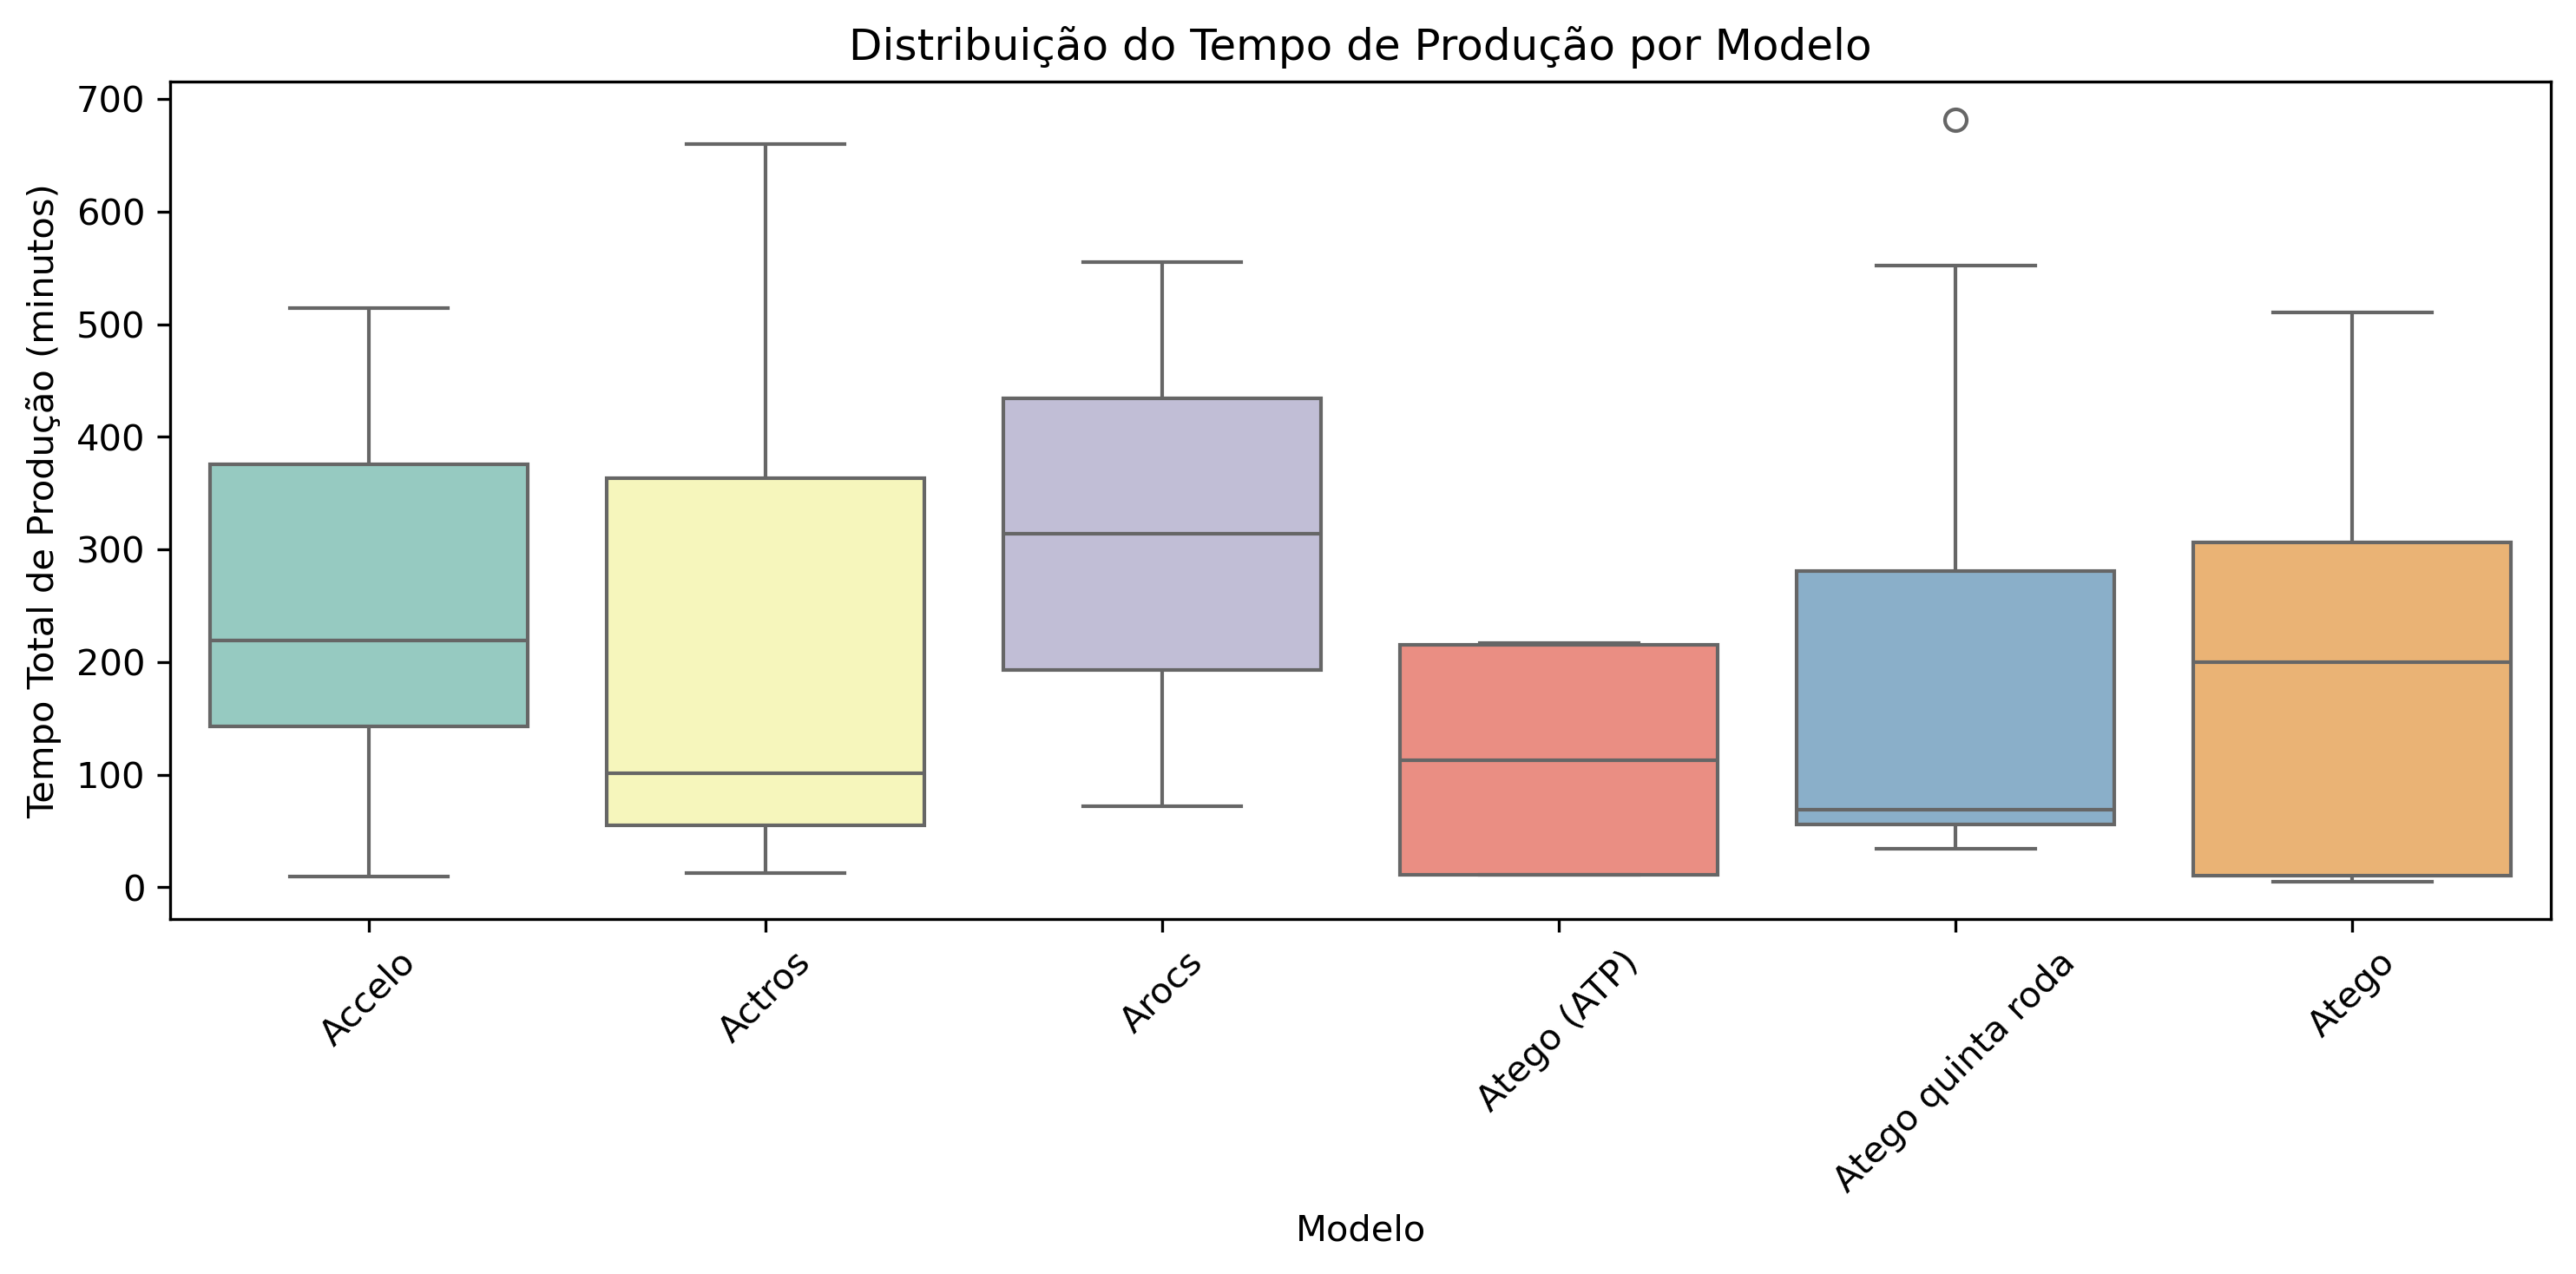 Distribuição do Tempo de Produção por Modelo
Tempo Total de Produção (minutos)
700
600
500
400
300
200
100
0
Accelo
Actros
Arocs
Atego (ATP)
Atego quinta roda
Atego
Modelo